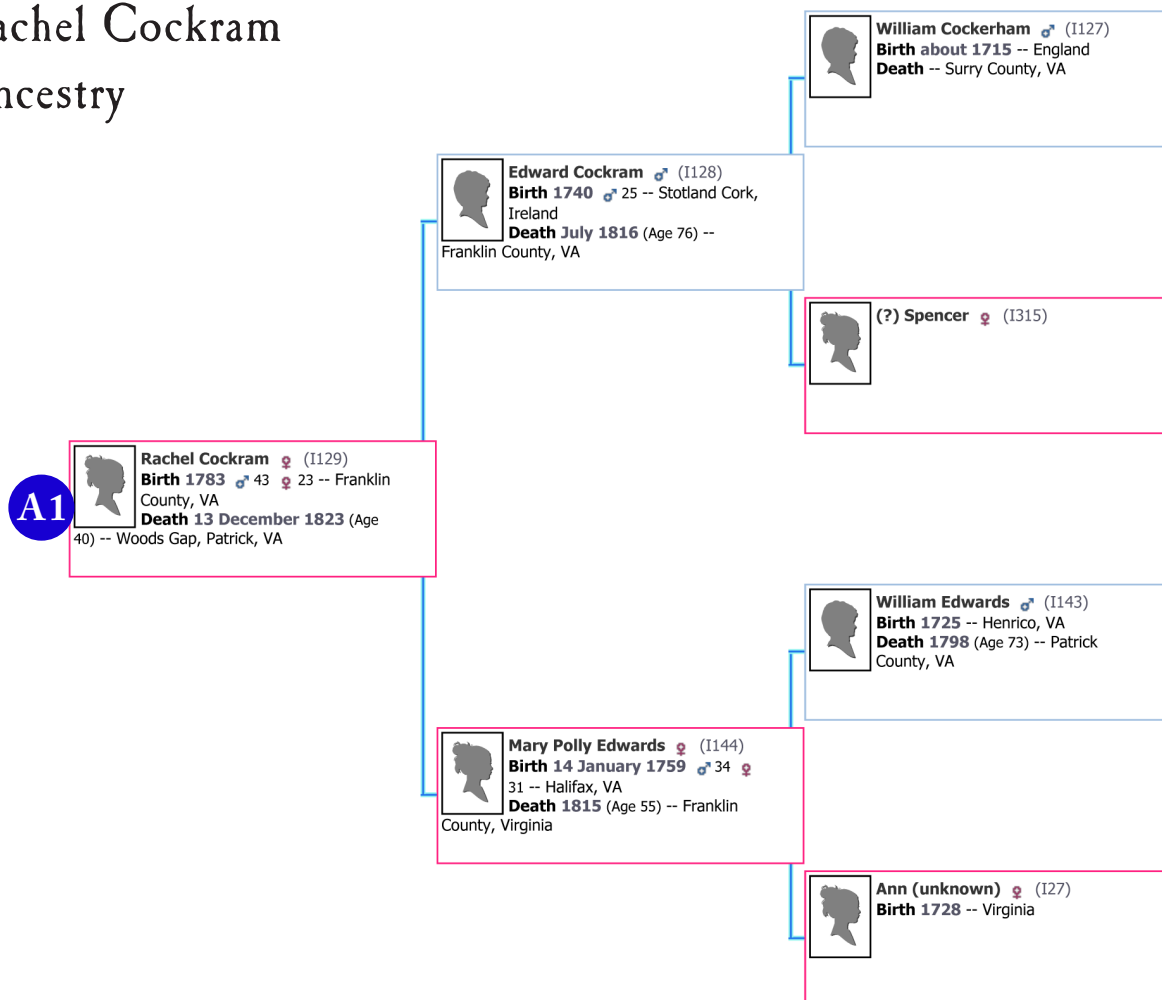 achel Cockram
ncestry
William Cockerham ♂ (I127)
Birth about 1715 -- England
Death -- Surry County, VA
Edward Cockram ♂ (I128)
Birth 1740 ♂ 25 -- Stotland Cork,
Ireland
Death July 1816 (Age 76) --
Franklin County, VA
(?) Spencer ♀ (I315)
A1
Rachel Cockram ♀ (I129)
Birth 1783 ♂ 43 ♀ 23 -- Franklin
County, VA
Death 13 December 1823 (Age
40) -- Woods Gap, Patrick, VA
William Edwards ♂ (I143)
Birth 1725 -- Henrico, VA
Death 1798 (Age 73) -- Patrick
County, VA
Mary Polly Edwards ♀ (I144)
Birth 14 January 1759 ♂ 34 ♀
31 -- Halifax, VA
Death 1815 (Age 55) -- Franklin
County, Virginia
Ann (unknown) ♀ (I27)
Birth 1728 -- Virginia